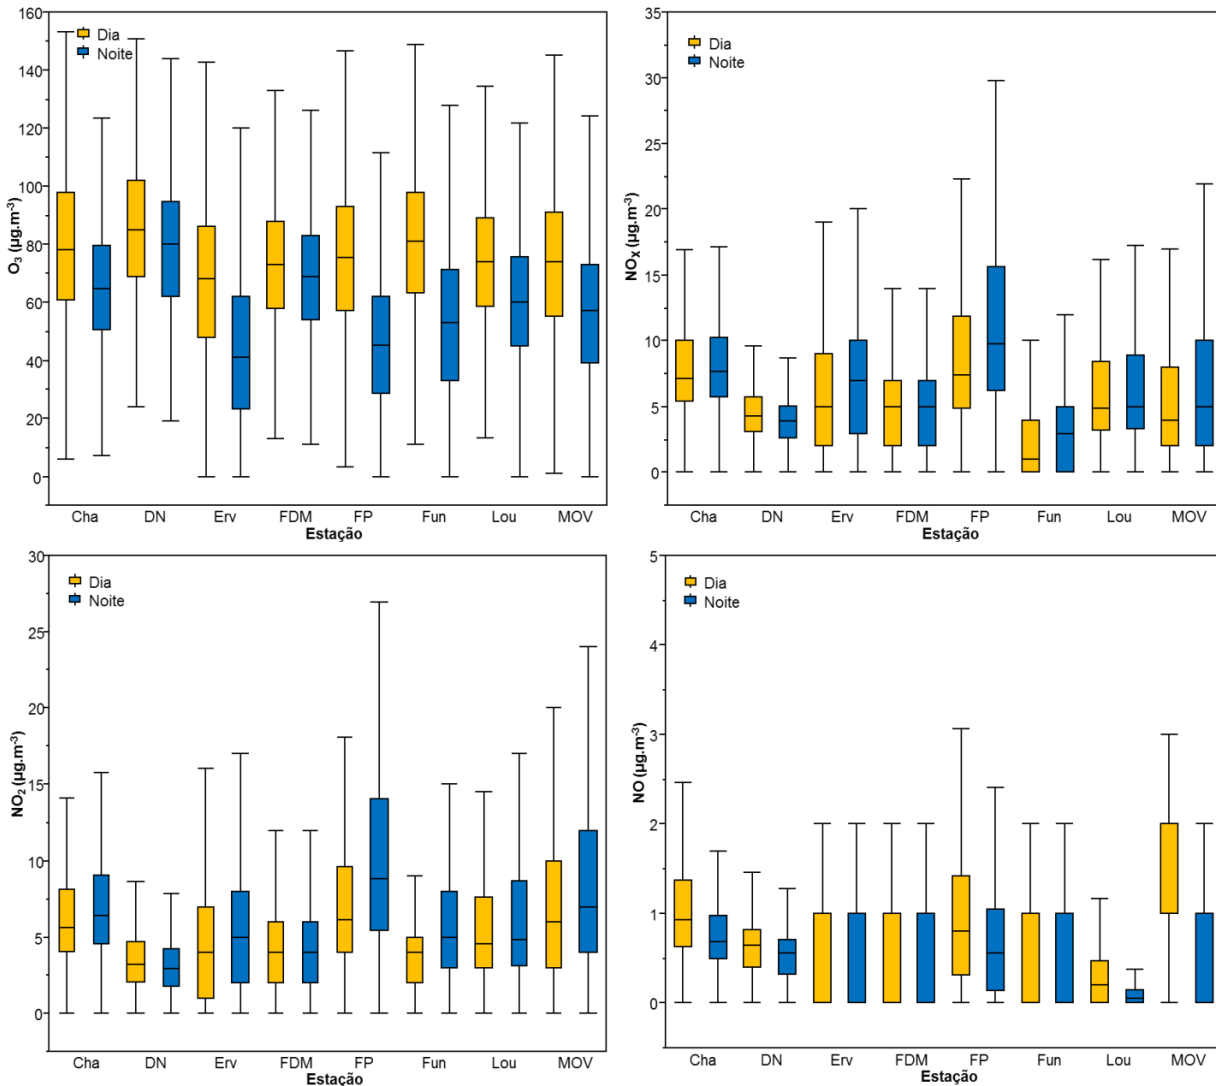 160
140
120
100
80
60
40
20
0
O3 (µg.m-3)
Dia
Noite
Cha DN Erv FDM FP Fun Lou MOV
Estação
35
30
25
20
15
10
5
0
NOX (µg.m-3)
Dia
Noite
Cha DN Erv FDM FP Fun Lou MOV
Estação
30
25
20
15
10
5
0
NO2 (µg.m-3)
Dia
Noite
Cha DN Erv FDM FP Fun Lou MOV
Estação
5
4
3
2
1
0
NO (µg.m-3)
Dia
Noite
Cha DN Erv FDM FP Fun Lou MOV
Estação